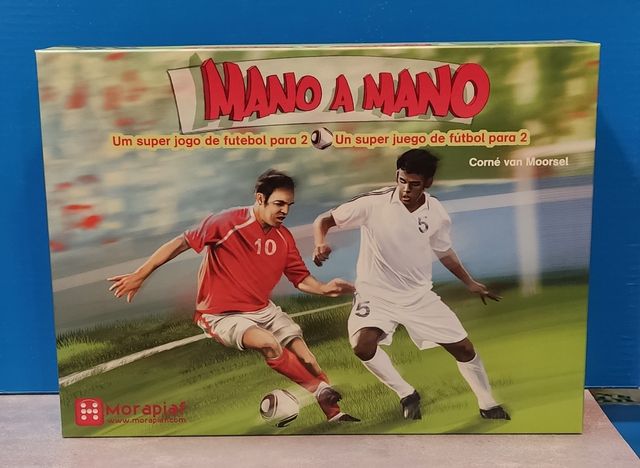 MANO A MANO
Um super jogo de futebol para 2 Un super juego de fútbol para 2
Corné van Moorsel
10
5
5
morapiaf
www.morapiaf.com